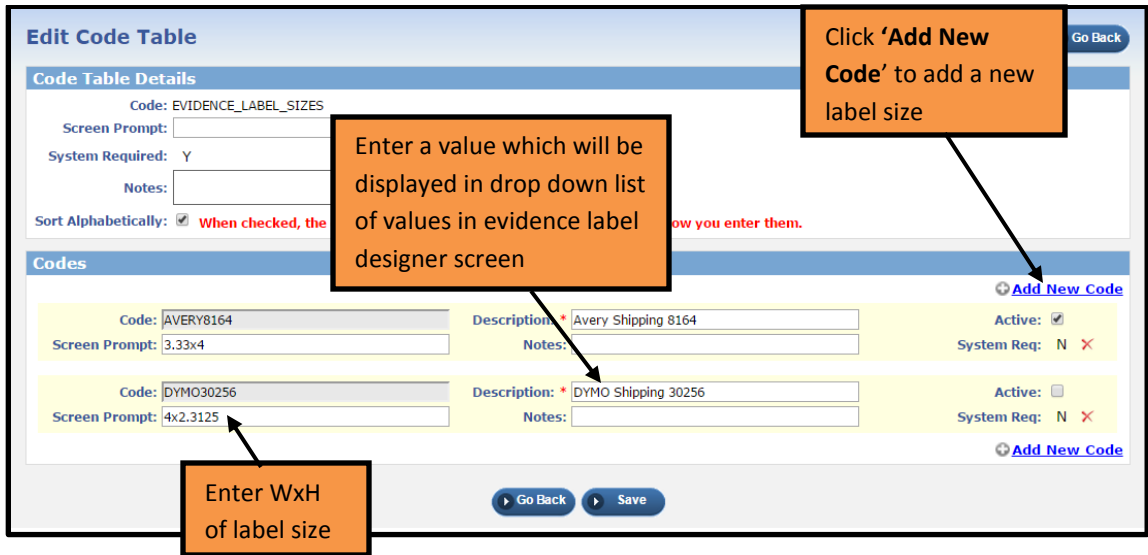 Edit Code Table
Click ‘Add New
Code’ to add a new
label size
Go Back
Code Table Details
Code: EVIDENCE_LABEL_SIZES
Screen Prompt:
System Required: Y
Notes:
Enter a value which will be
displayed in drop down list
of values in evidence label
designer screen
Sort Alphabetically: When checked, the
ow you enter them.
Codes
Add New Code
Code: AVERY8164 Description: * Avery Shipping 8164 Active:
Screen Prompt: 3.33x4 Notes: System Req: N
Code: DYMO30256 Description: * DYMO Shipping 30256 Active:
Screen Prompt: 4x2.3125 Notes: System Req: N
Add New Code
Enter WxH
of label size
Go Back Save